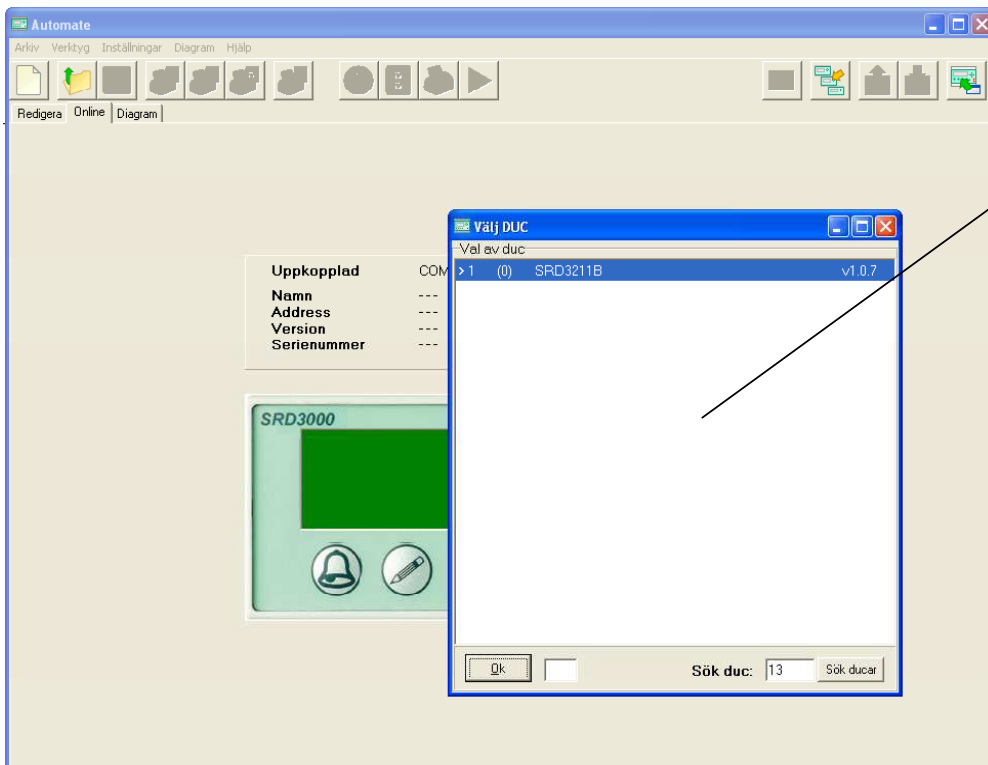 Automate
Arkiv Verktyg Inställningar Diagram Hjälp
Redigera Online Diagram
Välj DUC
Val av duc
> 1 (0) SRD3211B v1.0.7
Uppkopplad COM
Namn ---
Address ---
Version ---
Serienummer ---
SRD3000
Ok Sök duc: 13 Sök ducar